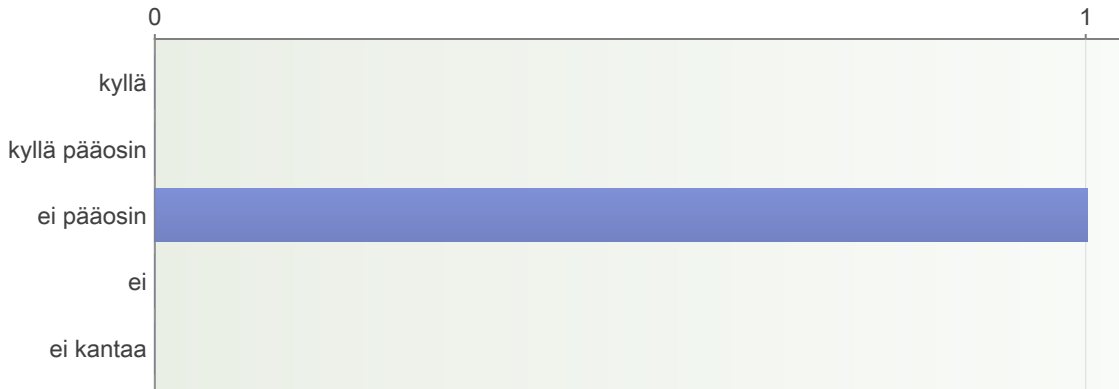 0 1
kyllä
kyllä pääosin
ei pääosin
ei
ei kantaa